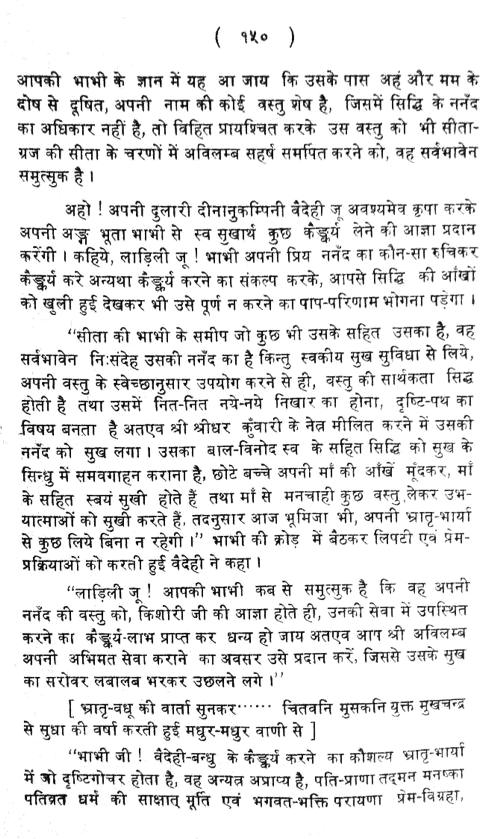 ( १५० )
आपकी भाभी के ज्ञान में यह आ जाय कि उसके पास अहं और मम के
दोष से दूषित, अपनी नाम की कोई वस्तु शेष है, जिसमें सिद्धि के ननँद
का अधिकार नहीं है, तो विहित प्रायश्चित करके उस वस्तु को भी सीता-
ग्रज की सीता के चरणों में अविलम्ब सहर्ष समर्पित करने को, वह सर्वभावेन
समुत्सुक है ।
अहो ! अपनी दुलारी दीनानुकम्पिनी वैदेही जू अवश्यमेव कृपा करके
अपनी अङ्ग भूता भाभी से स्व सुखार्थ कुछ कैङ्कर्य लेने की आज्ञा प्रदान
करेंगी । कहिये, लाड़िली जू ! भाभी अपनी प्रिय ननँद का कौन-सा रुचिकर
कैङ्कर्य करे अन्यथा कैङ्कर्य करने का संकल्प करके, आपसे सिद्धि की आँखों
को खुली हुई देखकर भी उसे पूर्ण न करने का पाप-परिणाम भोगना पड़ेगा ।
"सीता की भाभी के समीप जो कुछ भी उसके सहित उसका है, वह
सर्वभावेन निःसंदेह उसकी ननँद का है किन्तु स्वकीय सुख सुविधा से लिये,
अपनी वस्तु के स्वेच्छानुसार उपयोग करने से ही, वस्तु की सार्थकता सिद्ध
होती है तथा उसमें नित-नित नये-नये निखार का होना, दृष्टि-पथ का
विषय बनता है अतएव श्री श्रीधर कुँवारी के नेत्र मीलित करने में उसकी
ननँद को सुख लगा । उसका बाल-विनोद स्व के सहित सिद्धि को सुख के
सिन्धु में समवगाहन कराना है, छोटे बच्चे अपनी माँ की आँखें मूंदकर, माँ
के सहित स्वयं सुखी होते हैं तथा माँ से मनचाही कुछ वस्तु लेकर उभ-
यात्माओं को सुखी करते हैं, तदनुसार आज भूमिजा भी, अपनी भ्रातृ-भार्या
से कुछ लिये बिना न रहेगी ।" भाभी की क्रोड़ में बैठकर लिपटी एवं प्रेम-
प्रक्रियाओं को करती हुई वैदेही ने कहा ।
"लाड़िली जू ! आपकी भाभी कब से समुत्सुक है कि वह अपनी
ननँद की वस्तु को, किशोरी जी की आज्ञा होते ही, उनकी सेवा में उपस्थित
करने का कैङ्कर्य-लाभ प्राप्त कर धन्य हो जाय अतएव आप श्री अविलम्ब
अपनी अभिमत सेवा कराने का अवसर उसे प्रदान करें, जिससे उसके सुख
का सरोवर लबालब भरकर उछलने लगे ।"
[ भ्रातृ-वधू की वार्ता सुनकर...... चितवनि मुसकनि युक्त मुखचन्द्र
से सुधा की वर्षा करती हुई मधुर-मधुर वाणी से ]
"भाभी जी ! वैदेही-बन्धु के कैङ्कर्य करने का कौशल्य भ्रातृ-भार्या
में जो दृष्टिगोचर होता है, वह अन्यत्र अप्राप्य है, पति-प्राणा तद्मन मनष्का
पतिव्रत धर्म की साक्षात् मूर्ति एवं भगवत-भक्ति परायणा प्रेम-विग्रहा,